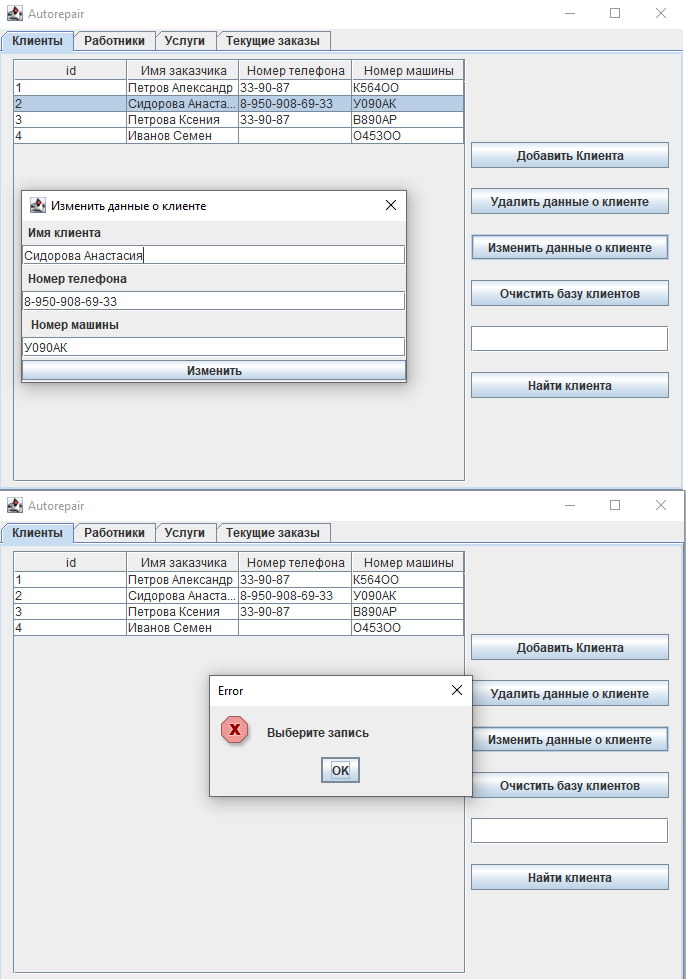 Autorepair
Клиенты Работники Услуги Текущие заказы
id Имя заказчика Номер телефона Номер машины
1 Петров Александр 33-90-87 К564ОО
2 Сидорова Анаста... 8-950-908-69-33 У090АК
3 Петрова Ксения 33-90-87 В890АР
4 Иванов Семен О453ОО
Добавить Клиента
Удалить данные о клиенте
Изменить данные о клиенте
Очистить базу клиентов
Найти клиента
Изменить данные о клиенте
Имя клиента
Сидорова Анастасия
Номер телефона
8-950-908-69-33
Номер машины
У090АК
Изменить
Autorepair
Клиенты Работники Услуги Текущие заказы
id Имя заказчика Номер телефона Номер машины
1 Петров Александр 33-90-87 К564ОО
2 Сидорова Анаста... 8-950-908-69-33 У090АК
3 Петрова Ксения 33-90-87 В890АР
4 Иванов Семен О453ОО
Добавить Клиента
Удалить данные о клиенте
Изменить данные о клиенте
Очистить базу клиентов
Найти клиента
Error
Выберите запись
OK